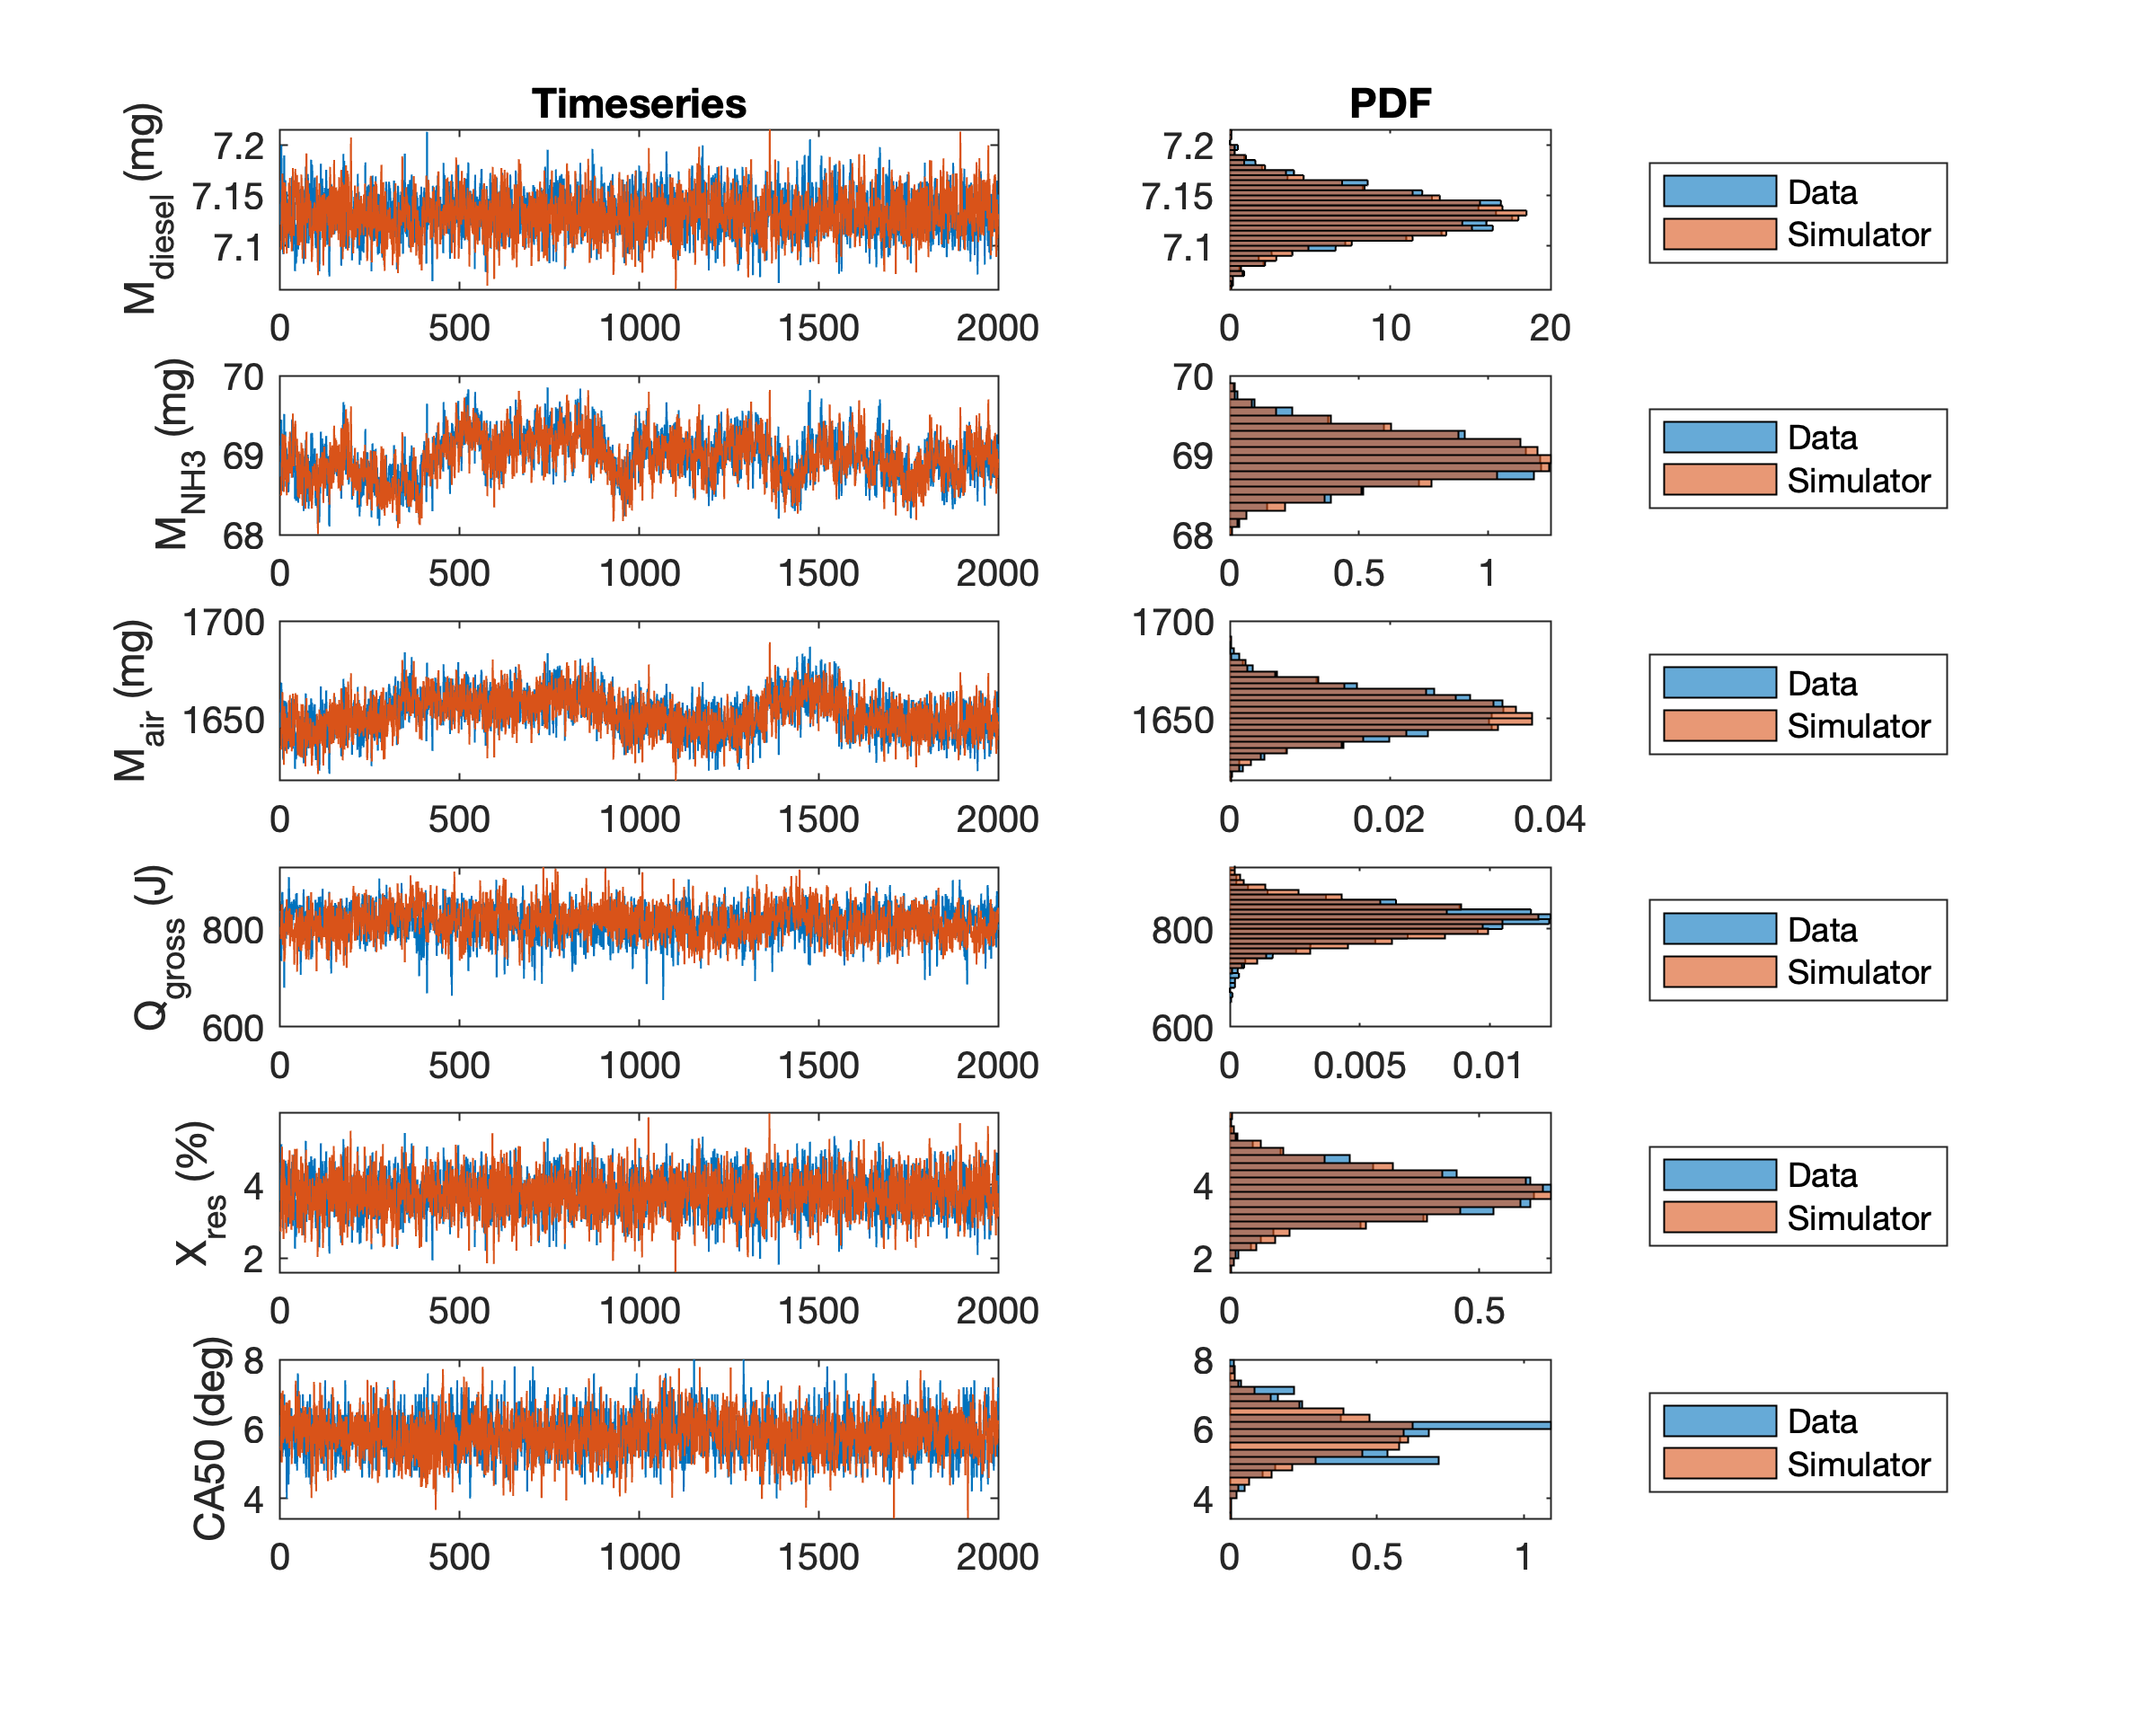 Timeseries PDF
M_diesel (mg) 7.2 7.15 7.1 7.2 7.15 7.1 Data Simulator
0 500 1000 1500 2000 0 10 20
M_NH3 (mg) 70 69 68 70 69 68 Data Simulator
0 500 1000 1500 2000 0 0.5 1
M_air (mg) 1700 1650 1700 1650 Data Simulator
0 500 1000 1500 2000 0 0.02 0.04
Q_gross (J) 800 600 800 600 Data Simulator
0 500 1000 1500 2000 0 0.005 0.01
X_res (%) 4 2 4 2 Data Simulator
0 500 1000 1500 2000 0 0.5
CA50 (deg) 8 6 4 8 6 4 Data Simulator
0 500 1000 1500 2000 0 0.5 1